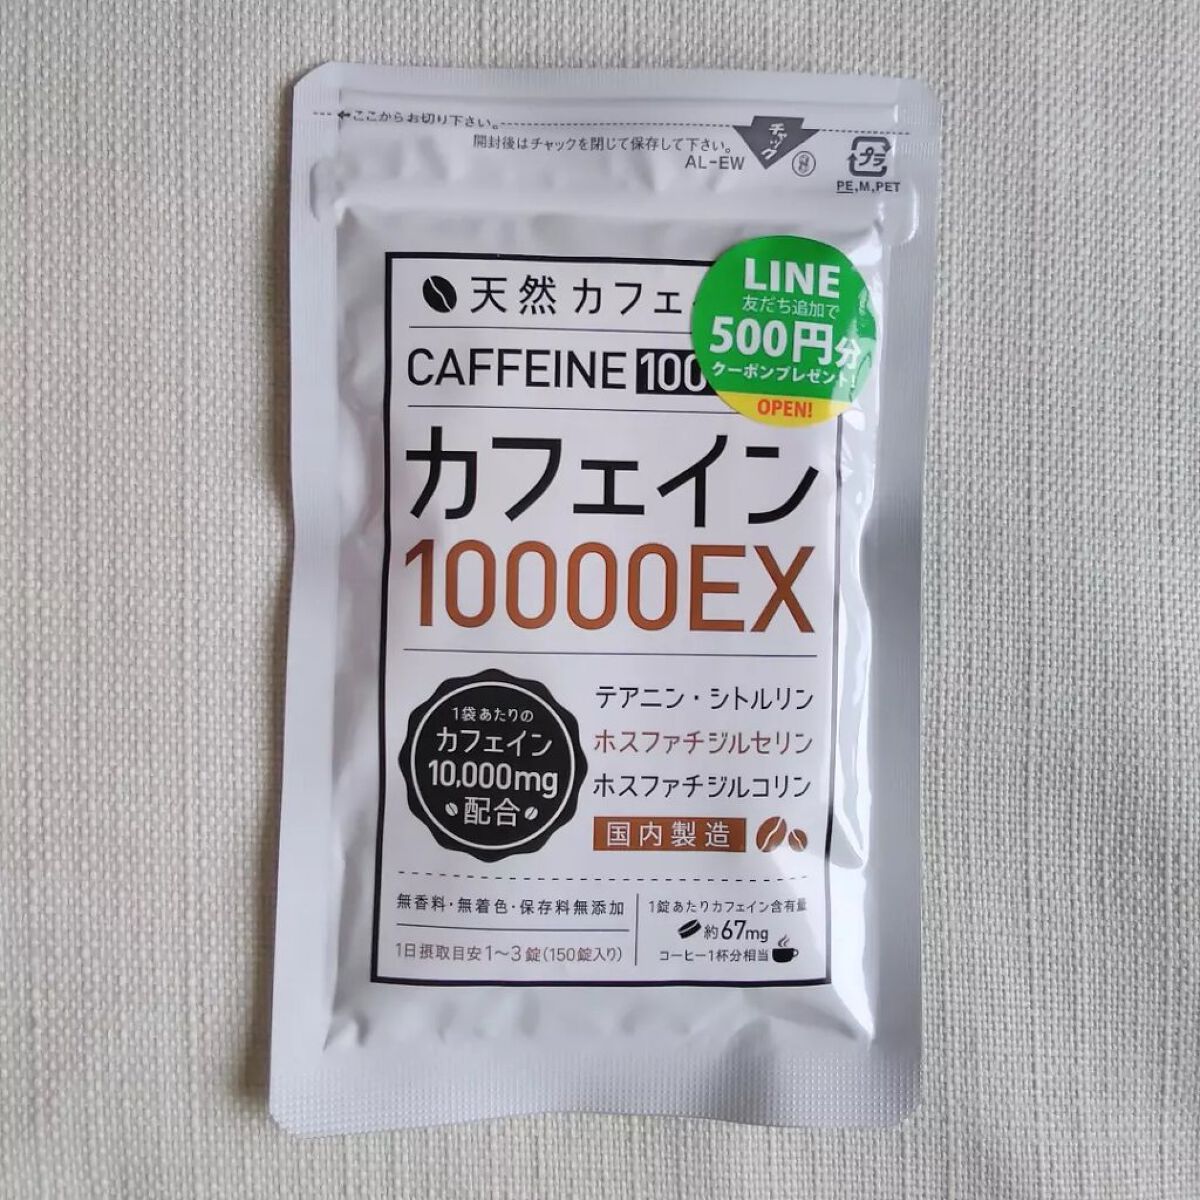 ←ここからお切り下さい。
開封後はチャックを閉じて保存して下さい。
チャック
AL-EW
プラ
PE,M,PET
天然カフェ
LINE
友だち追加で
500円分
クーポンプレゼント!
OPEN!
CAFFEINE 100
カフェイン
10000EX
1袋あたりの
カフェイン
10,000mg
配合
テアニン・シトルリン
ホスファチジルセリン
ホスファチジルコリン
国内製造
無香料・無着色・保存料無添加
1日摂取目安1〜3錠(150錠入り)
1錠あたりカフェイン含有量
約67mg
コーヒー1杯分相当